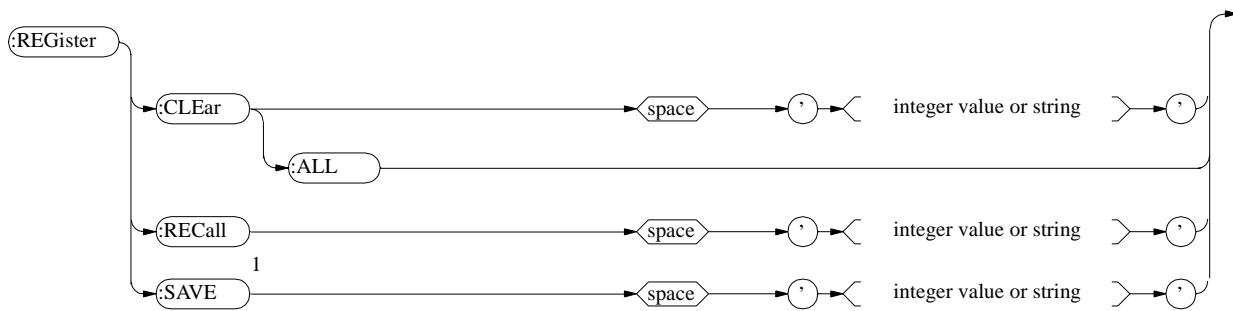 :REGister
:CLEar space ' integer value or string '
:ALL
:RECall space ' integer value or string '
1
:SAVE space ' integer value or string '